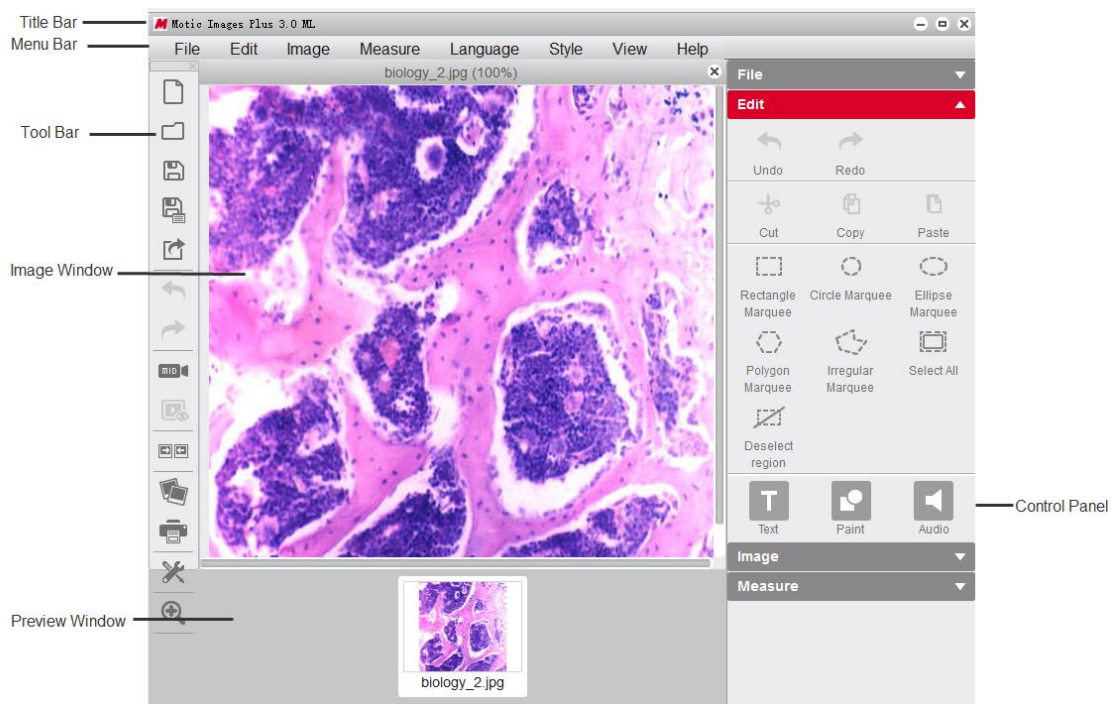 Title Bar
Motic Images Plus 3.0 ML
Menu Bar
File Edit Image Measure Language Style View Help
biology_2.jpg (100%)
File
Edit
Tool Bar
Undo Redo
Cut Copy Paste
Image Window
Rectangle Marquee
Circle Marquee
Ellipse Marquee
Polygon Marquee
Irregular Marquee
Select All
MID
Deselect region
T
Text Paint Audio
Control Panel
Image
Measure
Preview Window
biology_2.jpg